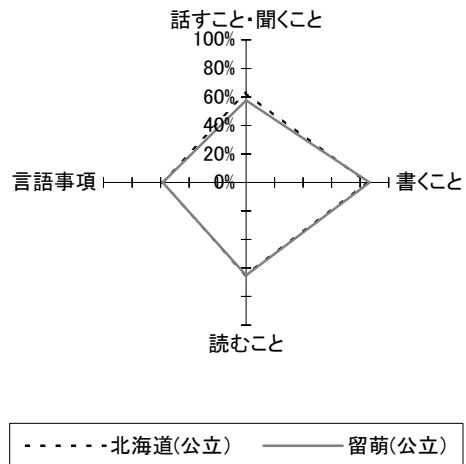 話すこと・聞くこと
100%
80%
60%
40%
20%
0%
言語事項
書くこと
読むこと
北海道(公立)
留萌(公立)